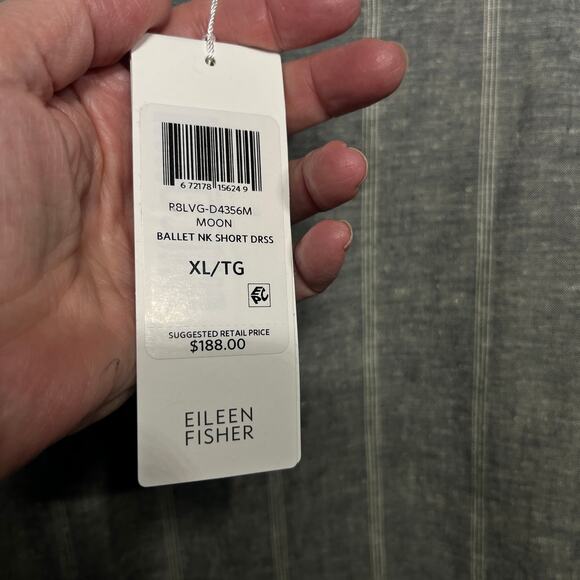 6 72178 15624 9
P8LVG-D4356M
MOON
BALLET NK SHORT DRSS
XL/TG
SUGGESTED RETAIL PRICE
$188.00
EILEEN
FISHER